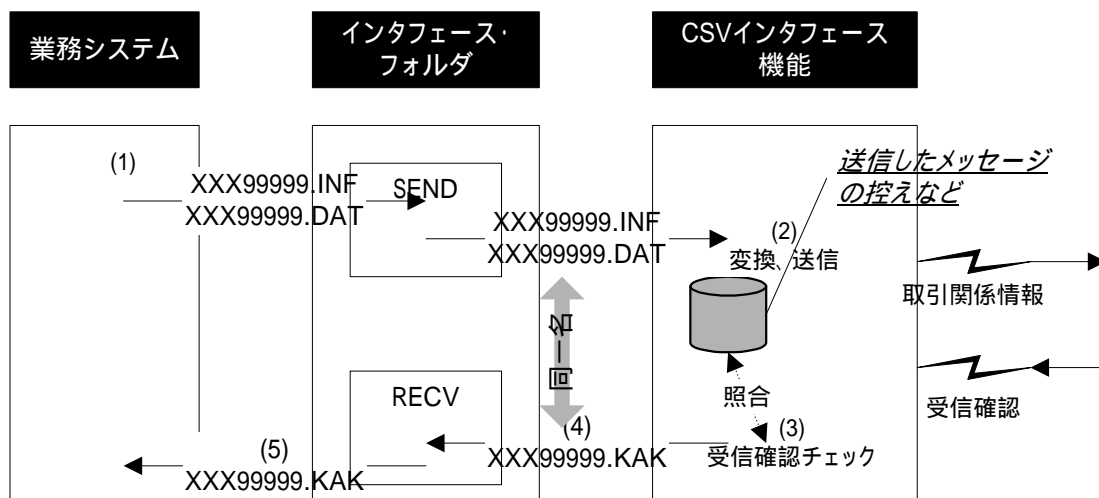 業務システム
インタフェース・
フォルダ
CSVインタフェース
機能
(1)
XXX99999.INF
XXX99999.DAT
SEND
XXX99999.INF
XXX99999.DAT
送信したメッセージ
の控えなど
(2)
変換、送信
取引関係情報
同一名
照合
受信確認
RECV
(3)
受信確認チェック
(4)
XXX99999.KAK
(5)
XXX99999.KAK